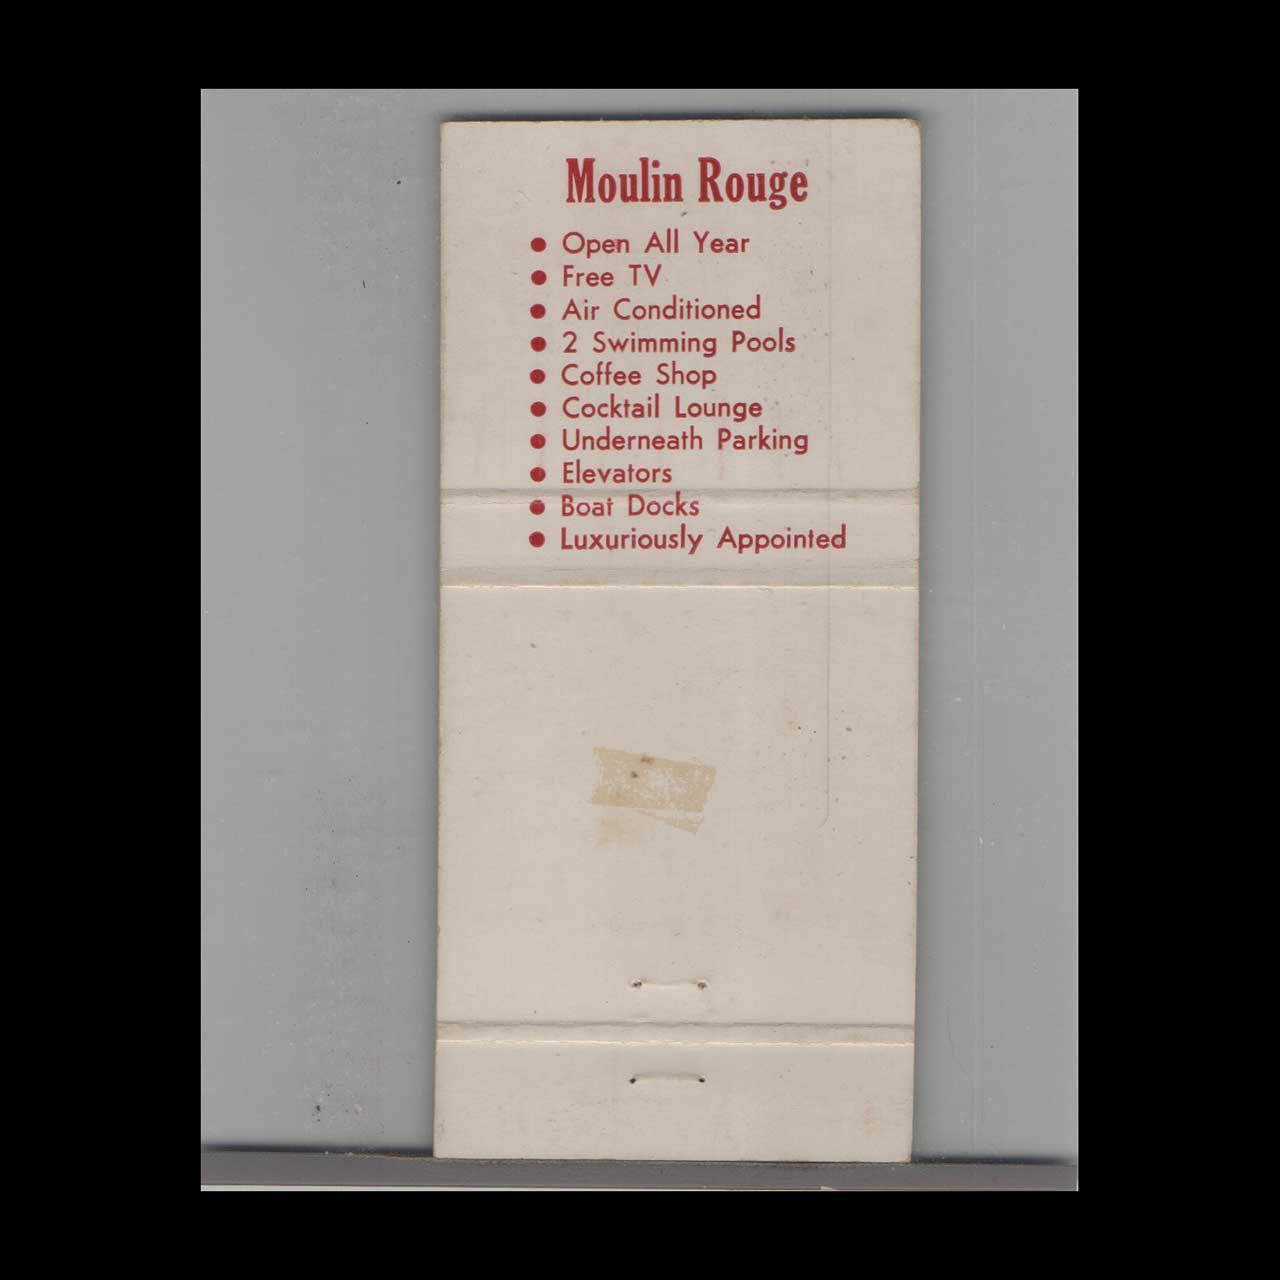 Moulin Rouge
● Open All Year
● Free TV
● Air Conditioned
● 2 Swimming Pools
● Coffee Shop
● Cocktail Lounge
● Underneath Parking
● Elevators
● Boat Docks
● Luxuriously Appointed